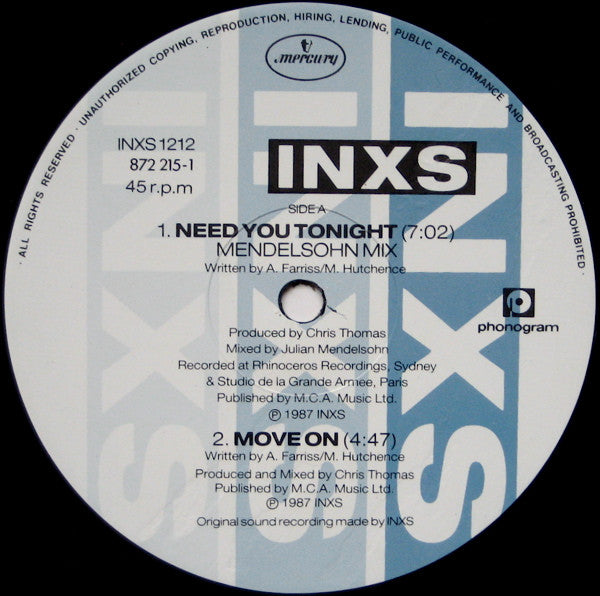 · ALL RIGHTS RESERVED · UNAUTHORIZED COPYING, REPRODUCTION, HIRING, LENDING, PUBLIC PERFORMANCE AND BROADCASTING PROHIBITED ·
mercury
INXS 1212
872 215-1
45 r.p.m
INXS
SIDE A
1. NEED YOU TONIGHT (7:02)
MENDELSOHN MIX
Written by A. Farriss/M. Hutchence
phonogram
Produced by Chris Thomas
Mixed by Julian Mendelsohn
Recorded at Rhinoceros Recordings, Sydney
& Studio de la Grande Armee, Paris
Published by M.C.A. Music Ltd.
℗ 1987 INXS
2. MOVE ON (4:47)
Written by A. Farriss/M. Hutchence
Produced and Mixed by Chris Thomas
Published by M.C.A. Music Ltd.
℗ 1987 INXS
Original sound recording made by INXS
INXS
INXS
INXS